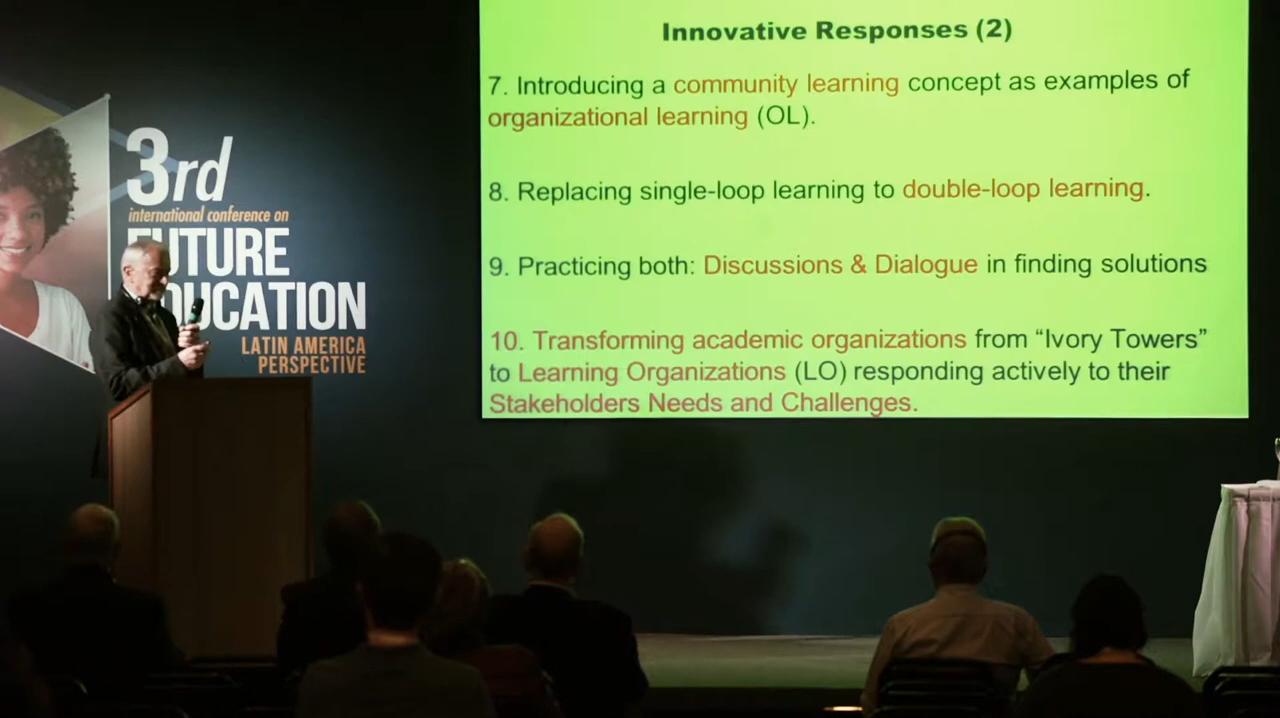 3rd
international conference on
FUTURE
EDUCATION
LATIN AMERICA
PERSPECTIVE
Innovative Responses (2)
7. Introducing a community learning concept as examples of
organizational learning (OL).
8. Replacing single-loop learning to double-loop learning.
9. Practicing both: Discussions & Dialogue in finding solutions
10. Transforming academic organizations from “Ivory Towers”
to Learning Organizations (LO) responding actively to their
Stakeholders Needs and Challenges.